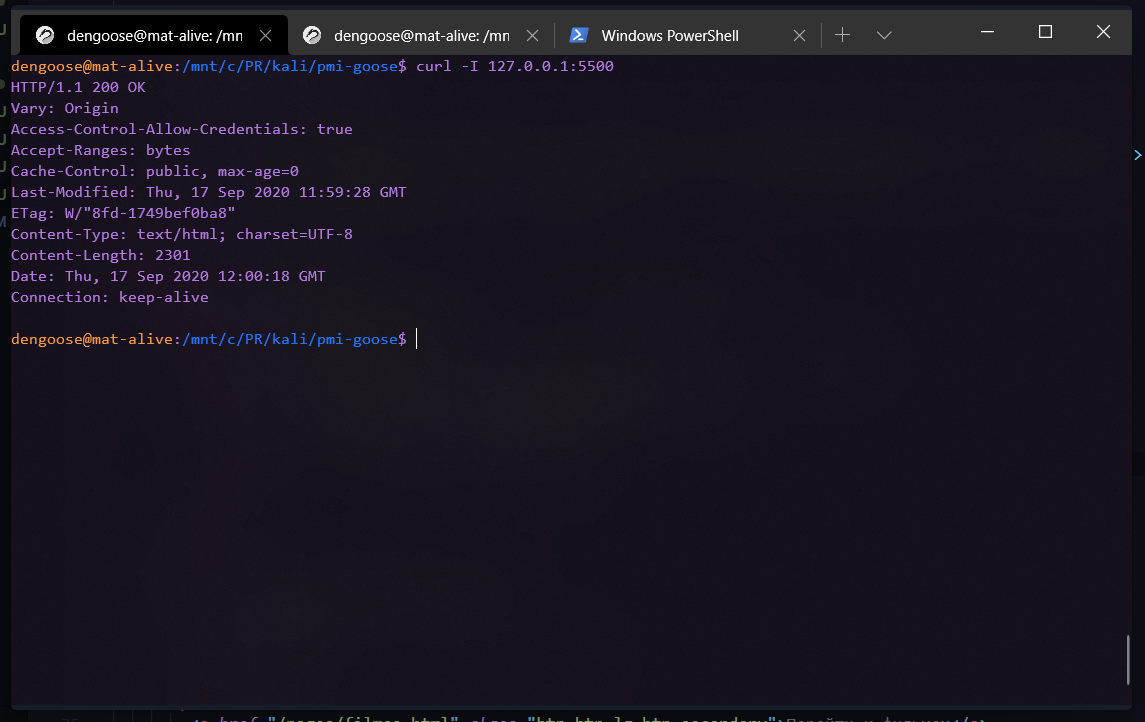 dengoose@mat-alive: /mn
dengoose@mat-alive: /mn
Windows PowerShell
dengoose@mat-alive:/mnt/c/PR/kali/pmi-goose$ curl -I 127.0.0.1:5500
HTTP/1.1 200 OK
Vary: Origin
Access-Control-Allow-Credentials: true
Accept-Ranges: bytes
Cache-Control: public, max-age=0
Last-Modified: Thu, 17 Sep 2020 11:59:28 GMT
ETag: W/"8fd-1749bef0ba8"
Content-Type: text/html; charset=UTF-8
Content-Length: 2301
Date: Thu, 17 Sep 2020 12:00:18 GMT
Connection: keep-alive
dengoose@mat-alive:/mnt/c/PR/kali/pmi-goose$